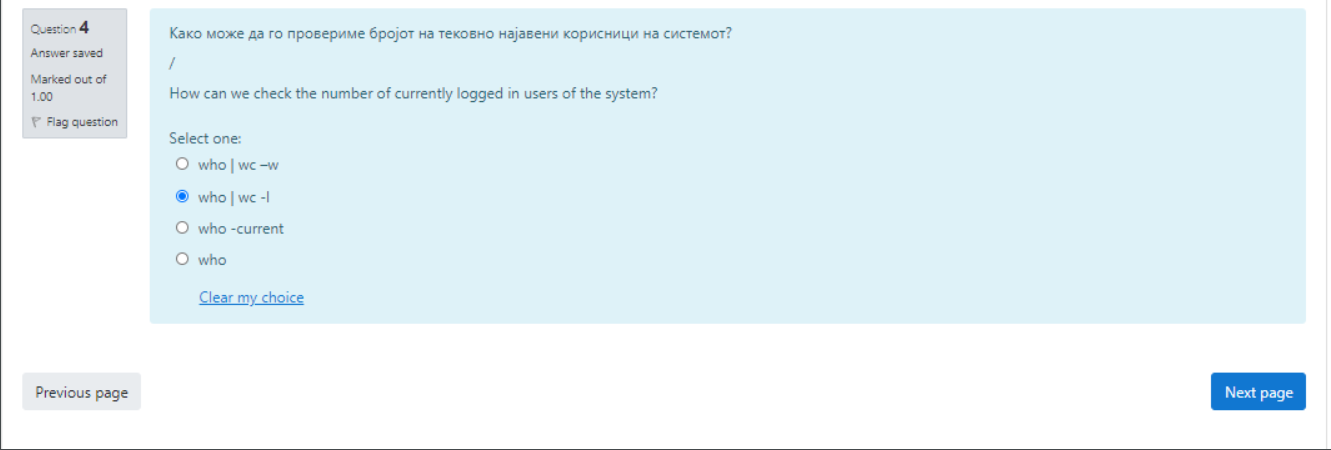 Question 4
Answer saved
Marked out of
1.00
Flag question
Како може да го провериме бројот на тековно најавени корисници на системот?
/
How can we check the number of currently logged in users of the system?
Select one:
who | wc –w
who | wc -l
who -current
who
Clear my choice
Previous page
Next page